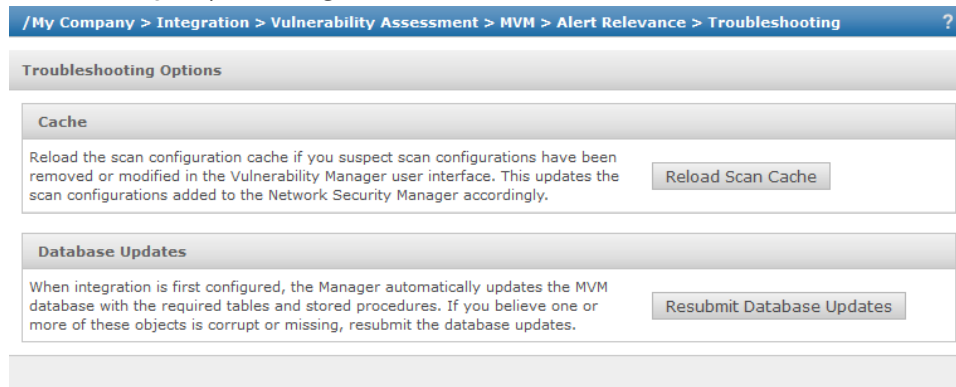 /My Company > Integration > Vulnerability Assessment > MVM > Alert Relevance > Troubleshooting ?
Troubleshooting Options
Cache
Reload the scan configuration cache if you suspect scan configurations have been
removed or modified in the Vulnerability Manager user interface. This updates the
scan configurations added to the Network Security Manager accordingly.
Reload Scan Cache
Database Updates
When integration is first configured, the Manager automatically updates the MVM
database with the required tables and stored procedures. If you believe one or
more of these objects is corrupt or missing, resubmit the database updates.
Resubmit Database Updates